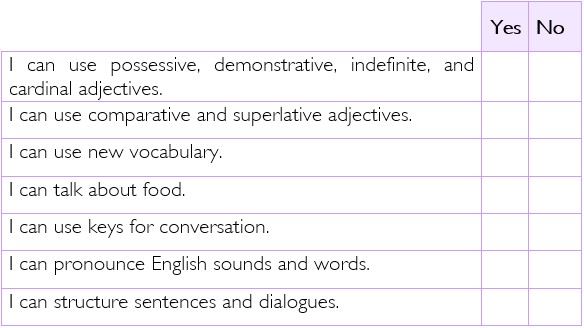 Yes No
I can use possessive, demonstrative, indefinite, and
cardinal adjectives.
I can use comparative and superlative adjectives.
I can use new vocabulary.
I can talk about food.
I can use keys for conversation.
I can pronounce English sounds and words.
I can structure sentences and dialogues.